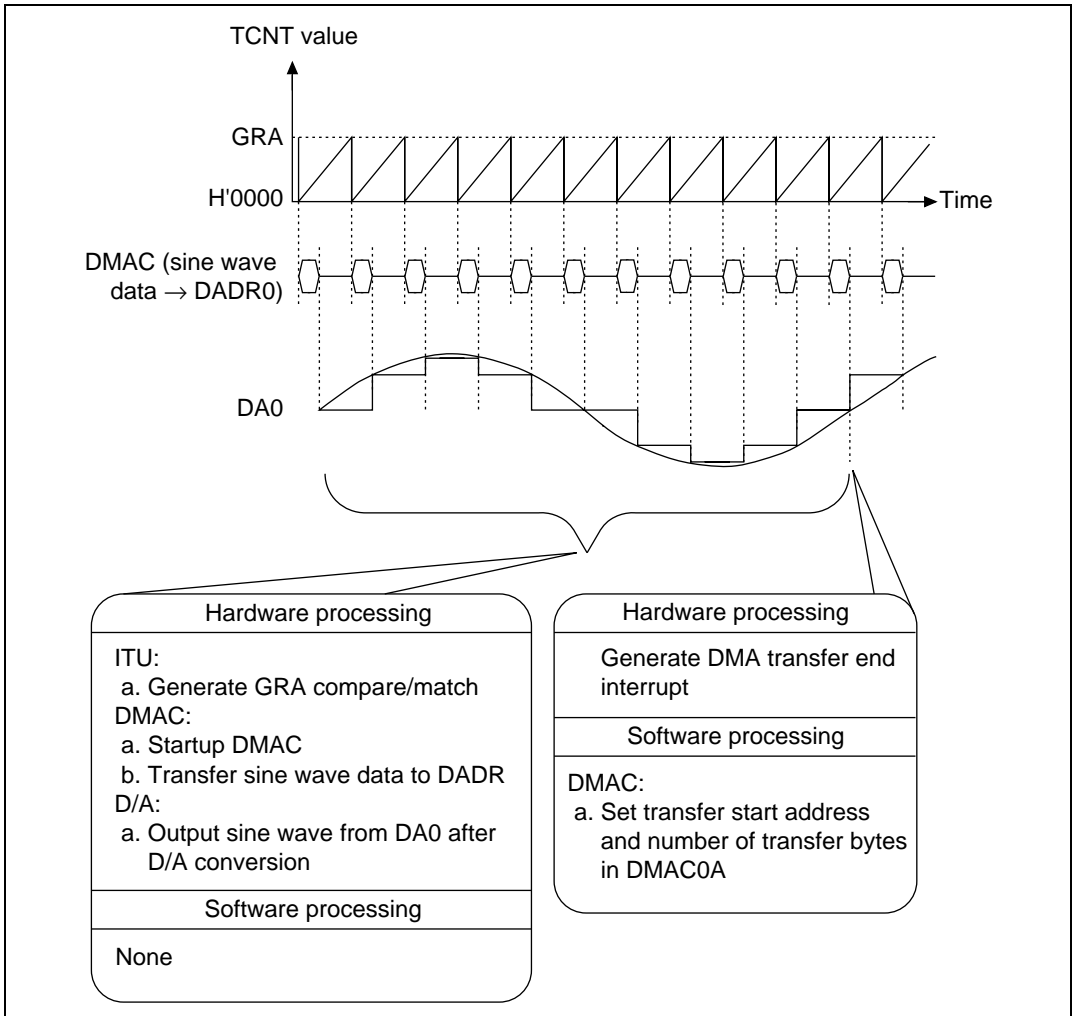 TCNT value
GRA
H'0000
Time
DMAC (sine wave
data → DADR0)
DA0
Hardware processing
ITU:
a. Generate GRA compare/match
DMAC:
a. Startup DMAC
b. Transfer sine wave data to DADR
D/A:
a. Output sine wave from DA0 after
D/A conversion
Software processing
None
Hardware processing
Generate DMA transfer end
interrupt
Software processing
DMAC:
a. Set transfer start address
and number of transfer bytes
in DMAC0A